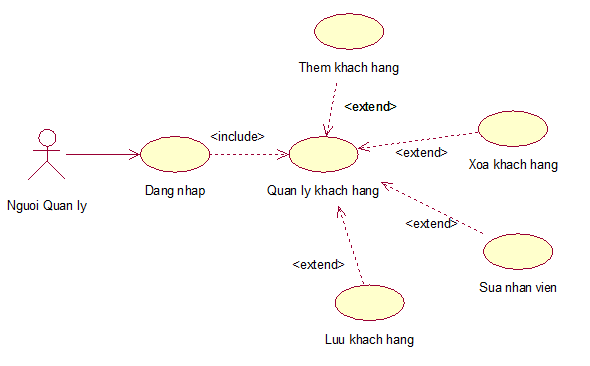 Them khach hang
<extend>
<include>
<extend>
Xoa khach hang
Dang nhap
Quan ly khach hang
Nguoi Quan ly
<extend>
<extend>
Sua nhan vien
Luu khach hang